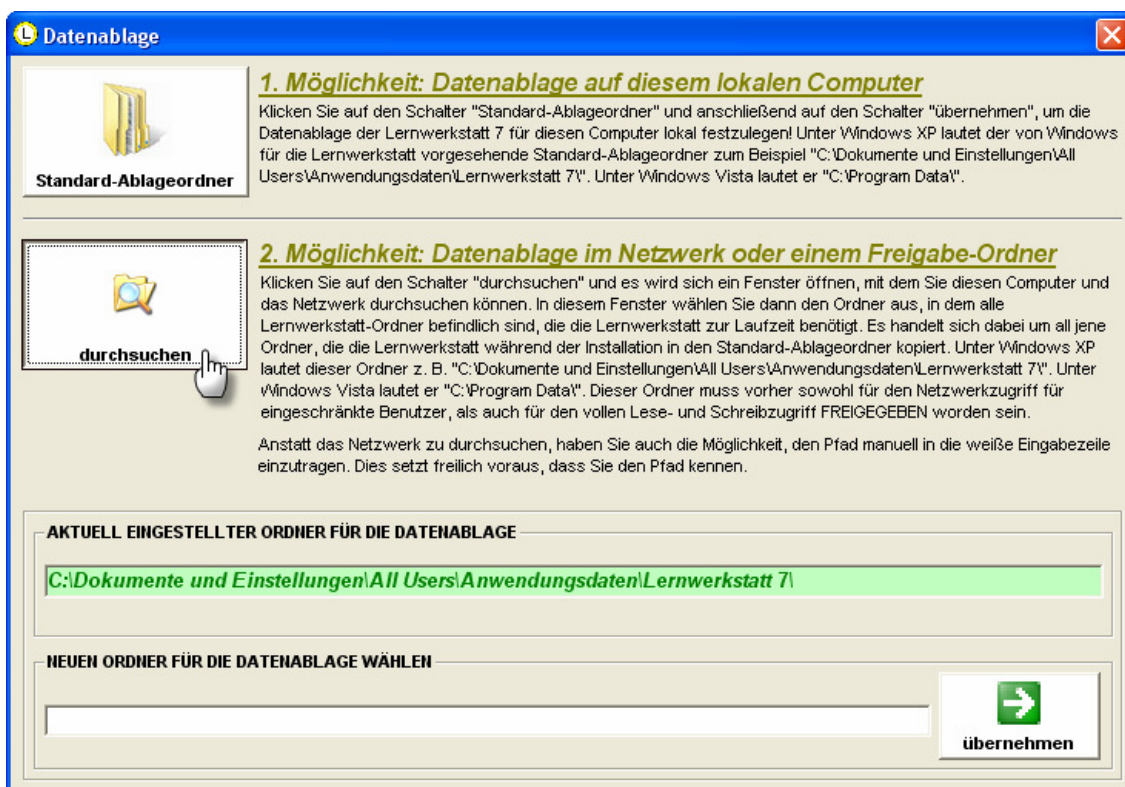 Datenablage
1. Möglichkeit: Datenablage auf diesem lokalen Computer
Klicken Sie auf den Schalter "Standard-Ablageordner" und anschließend auf den Schalter "übernehmen", um die
Datenablage der Lernwerkstatt 7 für diesen Computer lokal festzulegen! Unter Windows XP lautet der von Windows
für die Lernwerkstatt vorgesehende Standard-Ablageordner zum Beispiel "C:\Dokumente und Einstellungen\All
Users\Anwendungsdaten\Lernwerkstatt 7\". Unter Windows Vista lautet er "C:\Program Data\".
Standard-Ablageordner
2. Möglichkeit: Datenablage im Netzwerk oder einem Freigabe-Ordner
Klicken Sie auf den Schalter "durchsuchen" und es wird sich ein Fenster öffnen, mit dem Sie diesen Computer und
das Netzwerk durchsuchen können. In diesem Fenster wählen Sie dann den Ordner aus, in dem alle
Lernwerkstatt-Ordner befindlich sind, die die Lernwerkstatt zur Laufzeit benötigt. Es handelt sich dabei um all jene
Ordner, die die Lernwerkstatt während der Installation in den Standard-Ablageordner kopiert. Unter Windows XP
lautet dieser Ordner z. B. "C:\Dokumente und Einstellungen\All Users\Anwendungsdaten\Lernwerkstatt 7\". Unter
Windows Vista lautet er "C:\Program Data\". Dieser Ordner muss vorher sowohl für den Netzwerkzugriff für
eingeschränkte Benutzer, als auch für den vollen Lese- und Schreibzugriff FREIGEGEBEN worden sein.
durchsuchen
Anstatt das Netzwerk zu durchsuchen, haben Sie auch die Möglichkeit, den Pfad manuell in die weiße Eingabezeile
einzutragen. Dies setzt freilich voraus, dass Sie den Pfad kennen.
AKTUELL EINGESTELLTER ORDNER FÜR DIE DATENABLAGE
C:\Dokumente und Einstellungen\All Users\Anwendungsdaten\Lernwerkstatt 7\
NEUEN ORDNER FÜR DIE DATENABLAGE WÄHLEN
übernehmen